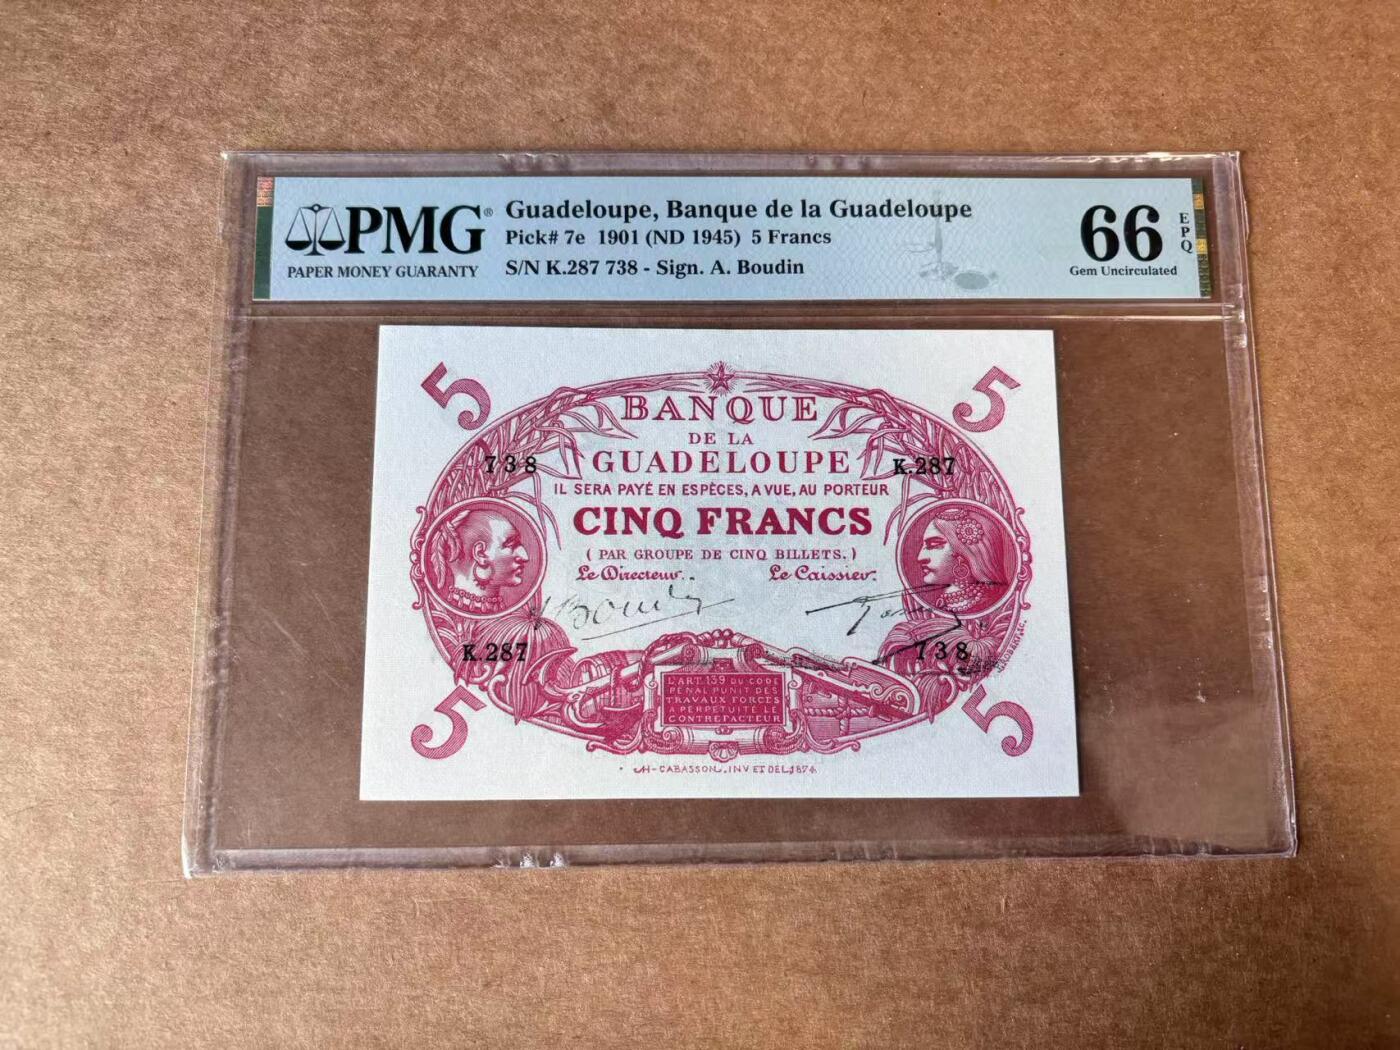 PMG®
PAPER MONEY GUARANTY
Guadeloupe, Banque de la Guadeloupe
Pick# 7e 1901 (ND 1945) 5 Francs
S/N K.287 738 - Sign. A. Boudin
66 EPQ
Gem Uncirculated
5 5
BANQUE
DE LA
738 GUADELOUPE K.287
IL SERA PAYÉ EN ESPÈCES, A VUE, AU PORTEUR
CINQ FRANCS
(PAR GROUPE DE CINQ BILLETS.)
Le Directeur. Le Caissier.
Boudin
K.287 738
L'ART. 139 DU CODE
PÉNAL PUNIT DES
TRAVAUX FORCÉS
A PERPÉTUITÉ LE
CONTREFACTEUR
5 5
H-CABASSON, INV ET DEL, 1874